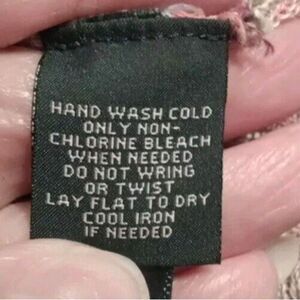 HAND WASH COLD
ONLY NON-
CHLORINE BLEACH
WHEN NEEDED
DO NOT WRING
OR TWIST
LAY FLAT TO DRY
COOL IRON
IF NEEDED